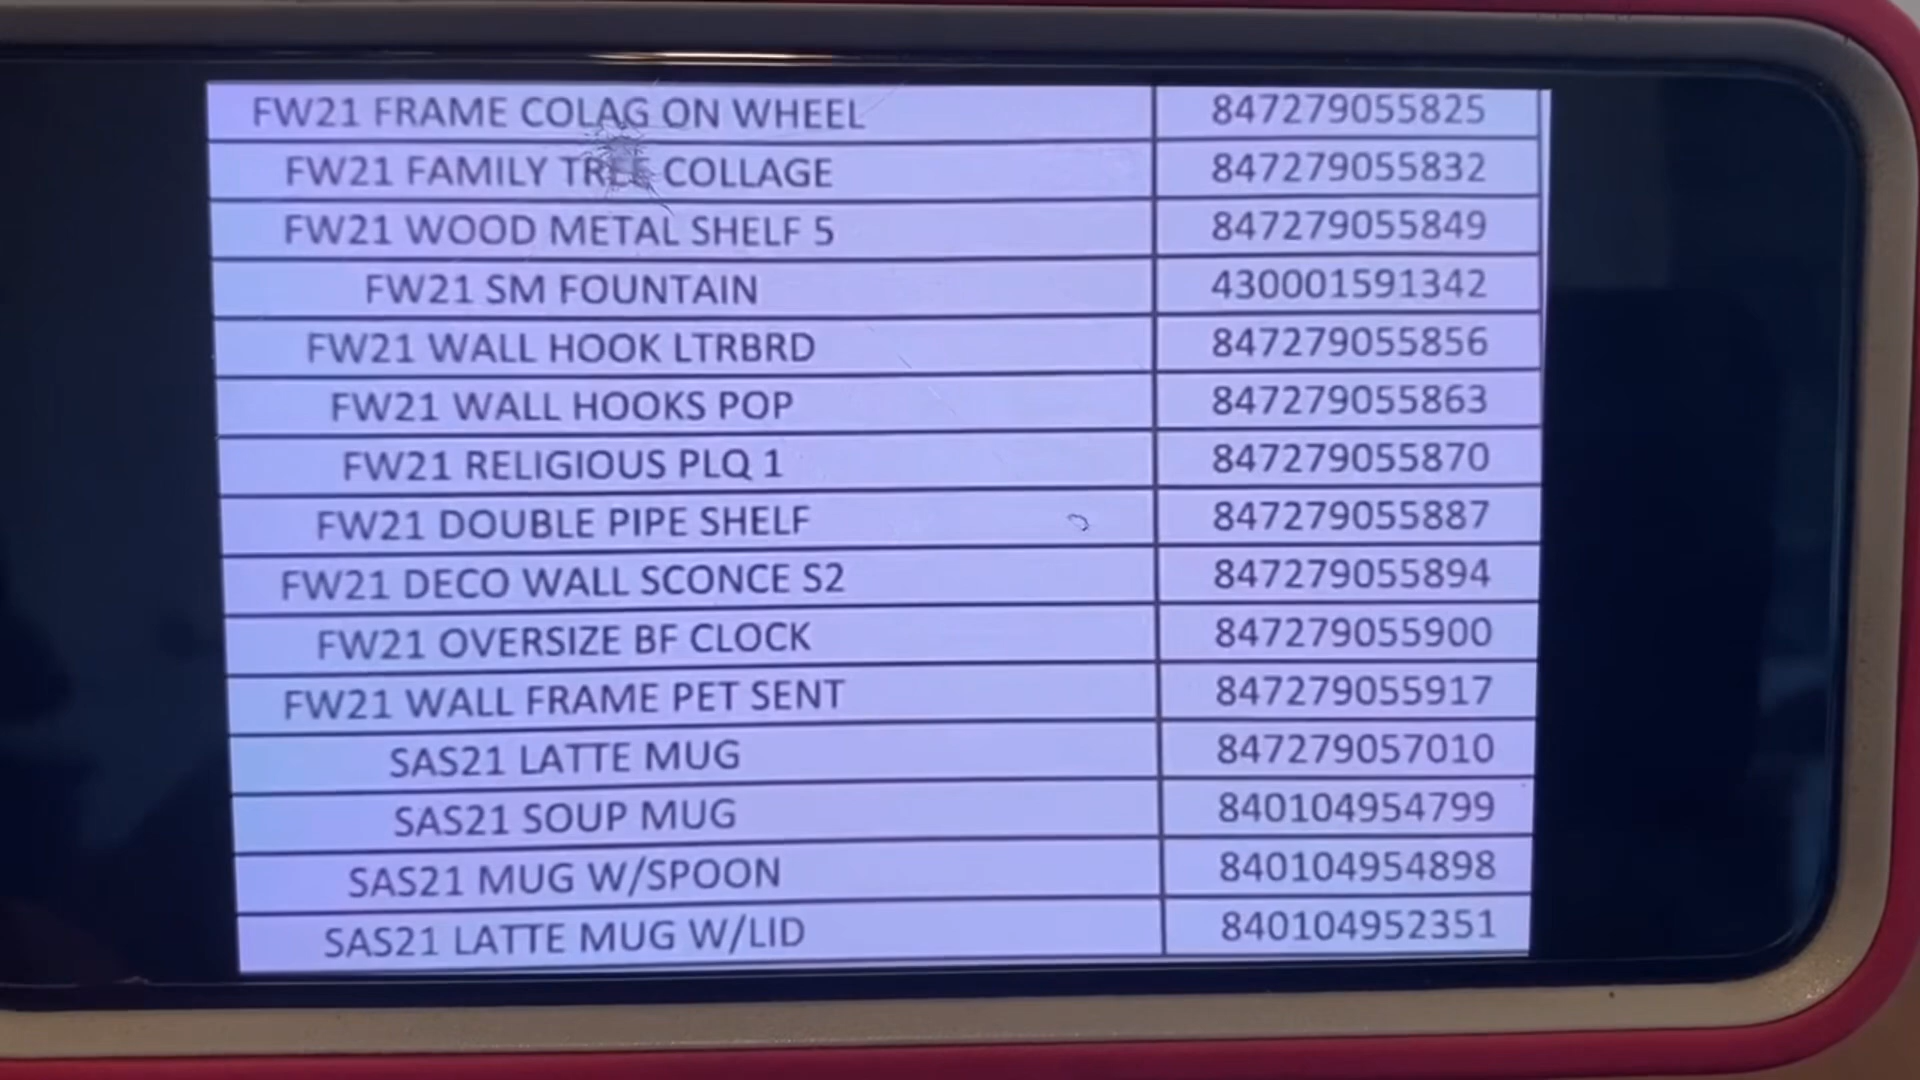 FW21 FRAME COLAG ON WHEEL 847279055825
FW21 FAMILY TREE COLLAGE 847279055832
FW21 WOOD METAL SHELF 5 847279055849
FW21 SM FOUNTAIN 430001591342
FW21 WALL HOOK LTRBRD 847279055856
FW21 WALL HOOKS POP 847279055863
FW21 RELIGIOUS PLQ 1 847279055870
FW21 DOUBLE PIPE SHELF 847279055887
FW21 DECO WALL SCONCE S2 847279055894
FW21 OVERSIZE BF CLOCK 847279055900
FW21 WALL FRAME PET SENT 847279055917
SAS21 LATTE MUG 847279057010
SAS21 SOUP MUG 840104954799
SAS21 MUG W/SPOON 840104954898
SAS21 LATTE MUG W/LID 840104952351